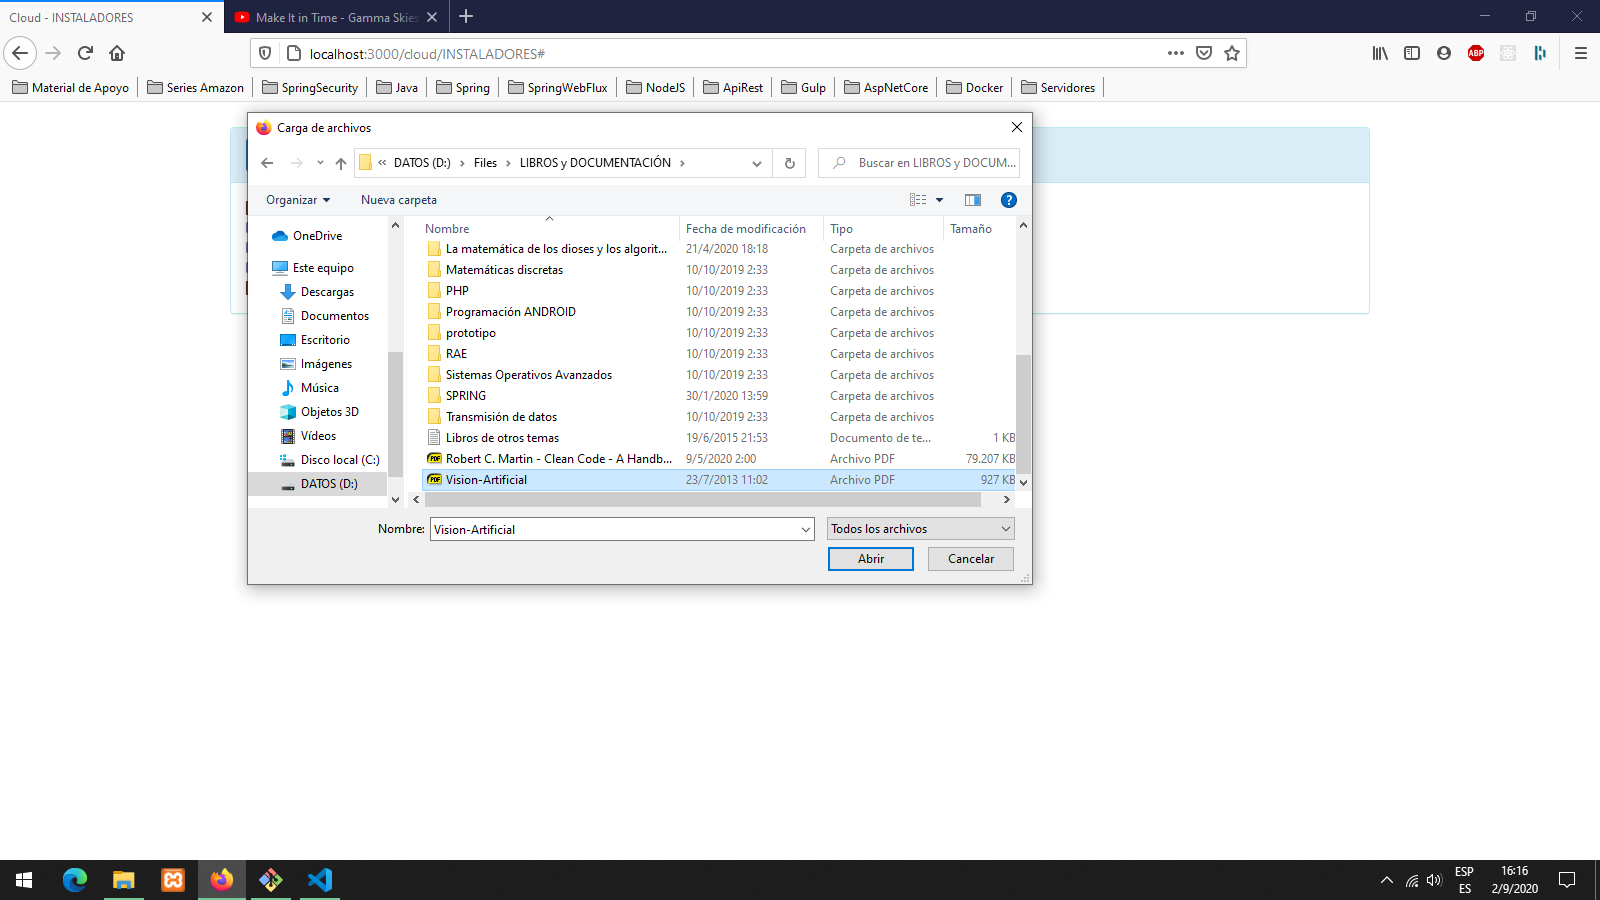 Cloud - INSTALADORES
Make It in Time - Gamma Skies
localhost:3000/cloud/INSTALADORES#
ABP
Material de Apoyo
Series Amazon
SpringSecurity
Java
Spring
SpringWebFlux
NodeJS
ApiRest
Gulp
AspNetCore
Docker
Servidores
Carga de archivos
« DATOS (D:) › Files › LIBROS y DOCUMENTACIÓN ›
Buscar en LIBROS y DOCUM...
Organizar
Nueva carpeta
OneDrive
Este equipo
Descargas
Documentos
Escritorio
Imágenes
Música
Objetos 3D
Vídeos
Disco local (C:)
DATOS (D:)
Nombre Fecha de modificación Tipo Tamaño
La matemática de los dioses y los algorit... 21/4/2020 18:18 Carpeta de archivos
Matemáticas discretas 10/10/2019 2:33 Carpeta de archivos
PHP 10/10/2019 2:33 Carpeta de archivos
Programación ANDROID 10/10/2019 2:33 Carpeta de archivos
prototipo 10/10/2019 2:33 Carpeta de archivos
RAE 10/10/2019 2:33 Carpeta de archivos
Sistemas Operativos Avanzados 10/10/2019 2:33 Carpeta de archivos
SPRING 30/1/2020 13:59 Carpeta de archivos
Transmisión de datos 10/10/2019 2:33 Carpeta de archivos
Libros de otros temas 19/6/2015 21:53 Documento de te... 1 KB
PDF Robert C. Martin - Clean Code - A Handb... 9/5/2020 2:00 Archivo PDF 79.207 KB
PDF Vision-Artificial 23/7/2013 11:02 Archivo PDF 927 KB
Nombre: Vision-Artificial
Todos los archivos
Abrir
Cancelar
ESP
ES
16:16
2/9/2020